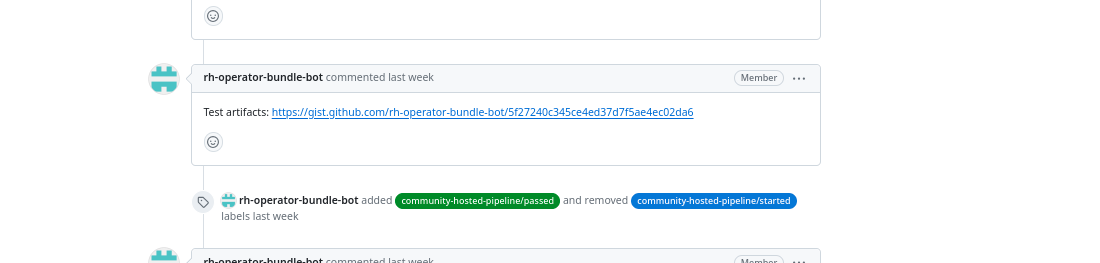 rh-operator-bundle-bot commented last week
Member
Test artifacts: https://gist.github.com/rh-operator-bundle-bot/5f27240c345ce4ed37d7f5ae4ec02da6
rh-operator-bundle-bot added community-hosted-pipeline/passed and removed community-hosted-pipeline/started
labels last week
rh-operator-bundle-bot commented last week
Member